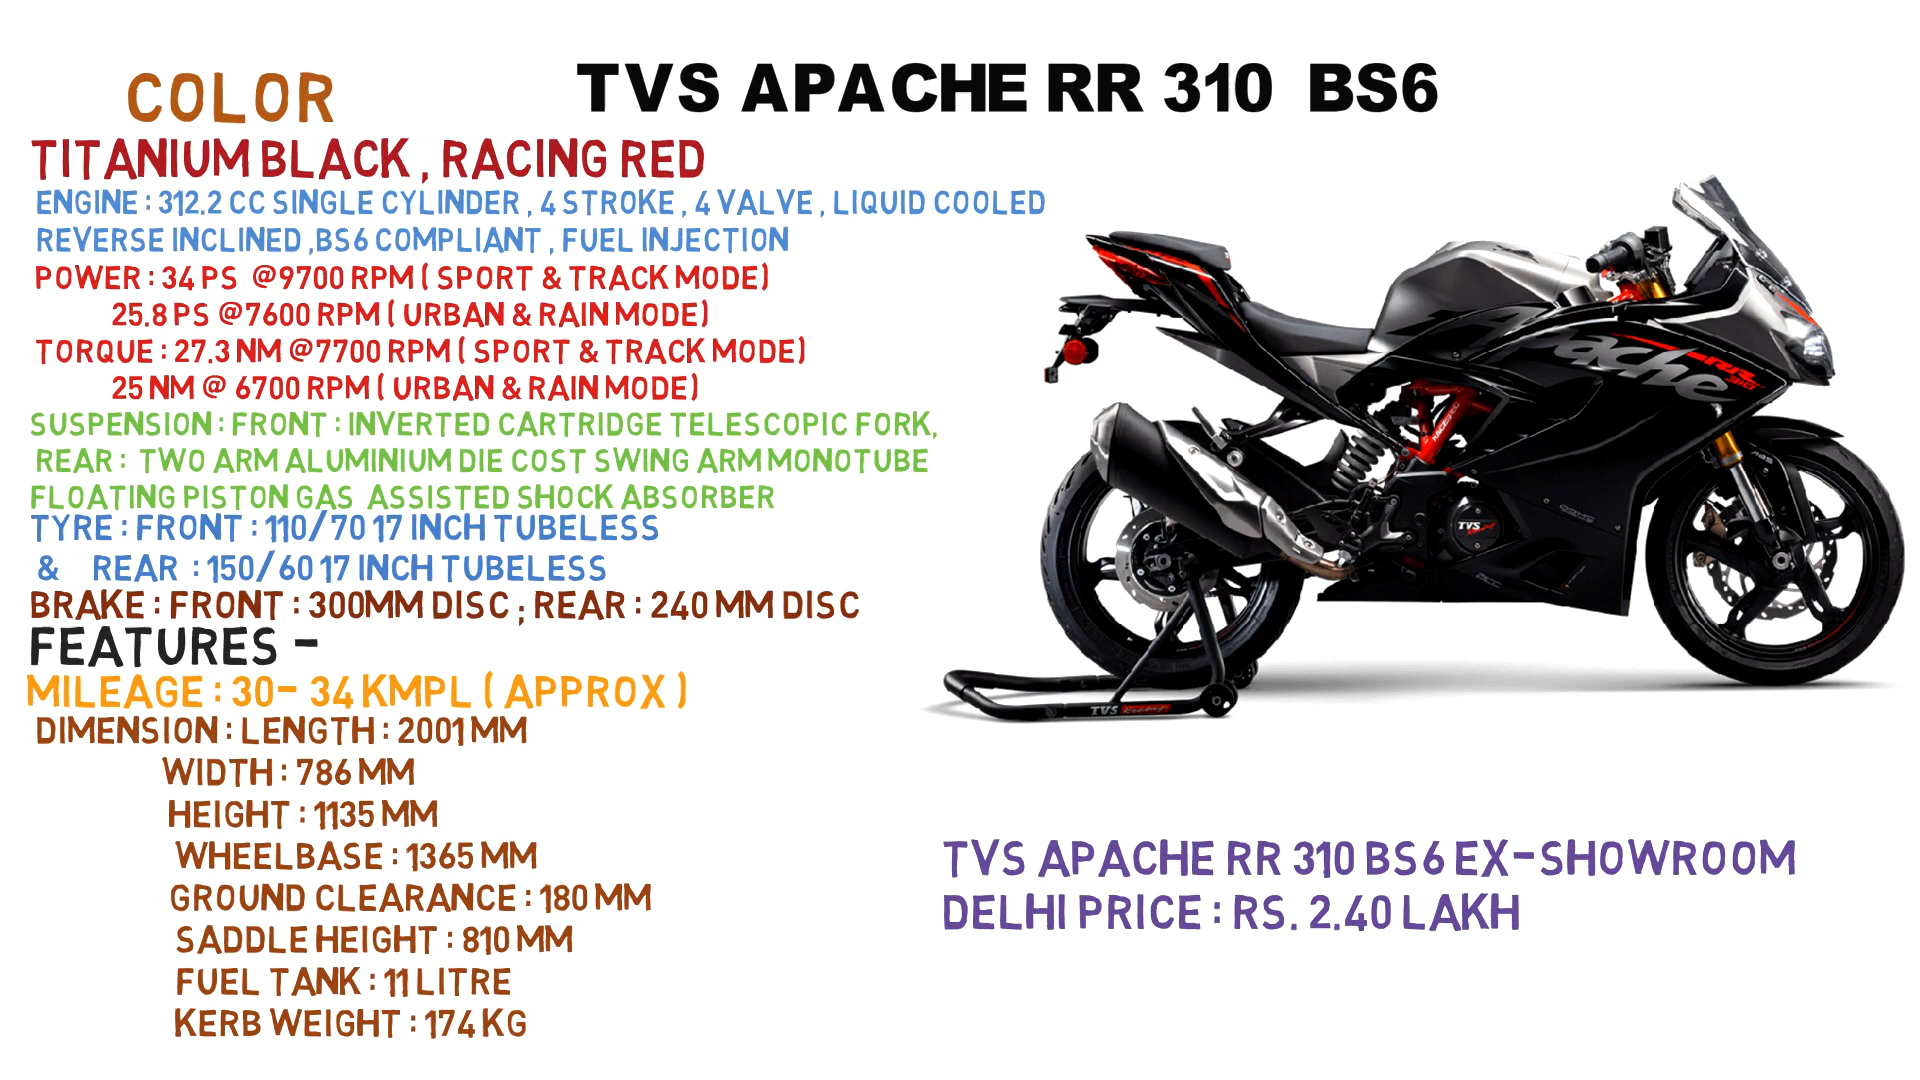 COLOR
TVS APACHE RR 310 BS6
TITANIUM BLACK , RACING RED
ENGINE : 312.2 CC SINGLE CYLINDER , 4 STROKE , 4 VALVE , LIQUID COOLED
REVERSE INCLINED ,BS6 COMPLIANT , FUEL INJECTION
POWER : 34 PS @9700 RPM ( SPORT & TRACK MODE)
25.8 PS @7600 RPM ( URBAN & RAIN MODE)
TORQUE : 27.3 NM @7700 RPM ( SPORT & TRACK MODE)
25 NM @ 6700 RPM ( URBAN & RAIN MODE)
SUSPENSION : FRONT : INVERTED CARTRIDGE TELESCOPIC FORK,
REAR : TWO ARM ALUMINIUM DIE COST SWING ARM MONOTUBE
FLOATING PISTON GAS ASSISTED SHOCK ABSORBER
TYRE : FRONT : 110/70 17 INCH TUBELESS
& REAR : 150/60 17 INCH TUBELESS
BRAKE : FRONT : 300MM DISC ; REAR : 240 MM DISC
FEATURES -
MILEAGE : 30- 34 KMPL ( APPROX )
DIMENSION : LENGTH : 2001 MM
WIDTH : 786 MM
HEIGHT : 1135 MM
WHEELBASE : 1365 MM
GROUND CLEARANCE : 180 MM
SADDLE HEIGHT : 810 MM
FUEL TANK : 11 LITRE
KERB WEIGHT : 174 KG
Apache RR 310
TVS
TVS Racing
TVS APACHE RR 310 BS6 EX-SHOWROOM
DELHI PRICE : RS. 2.40 LAKH